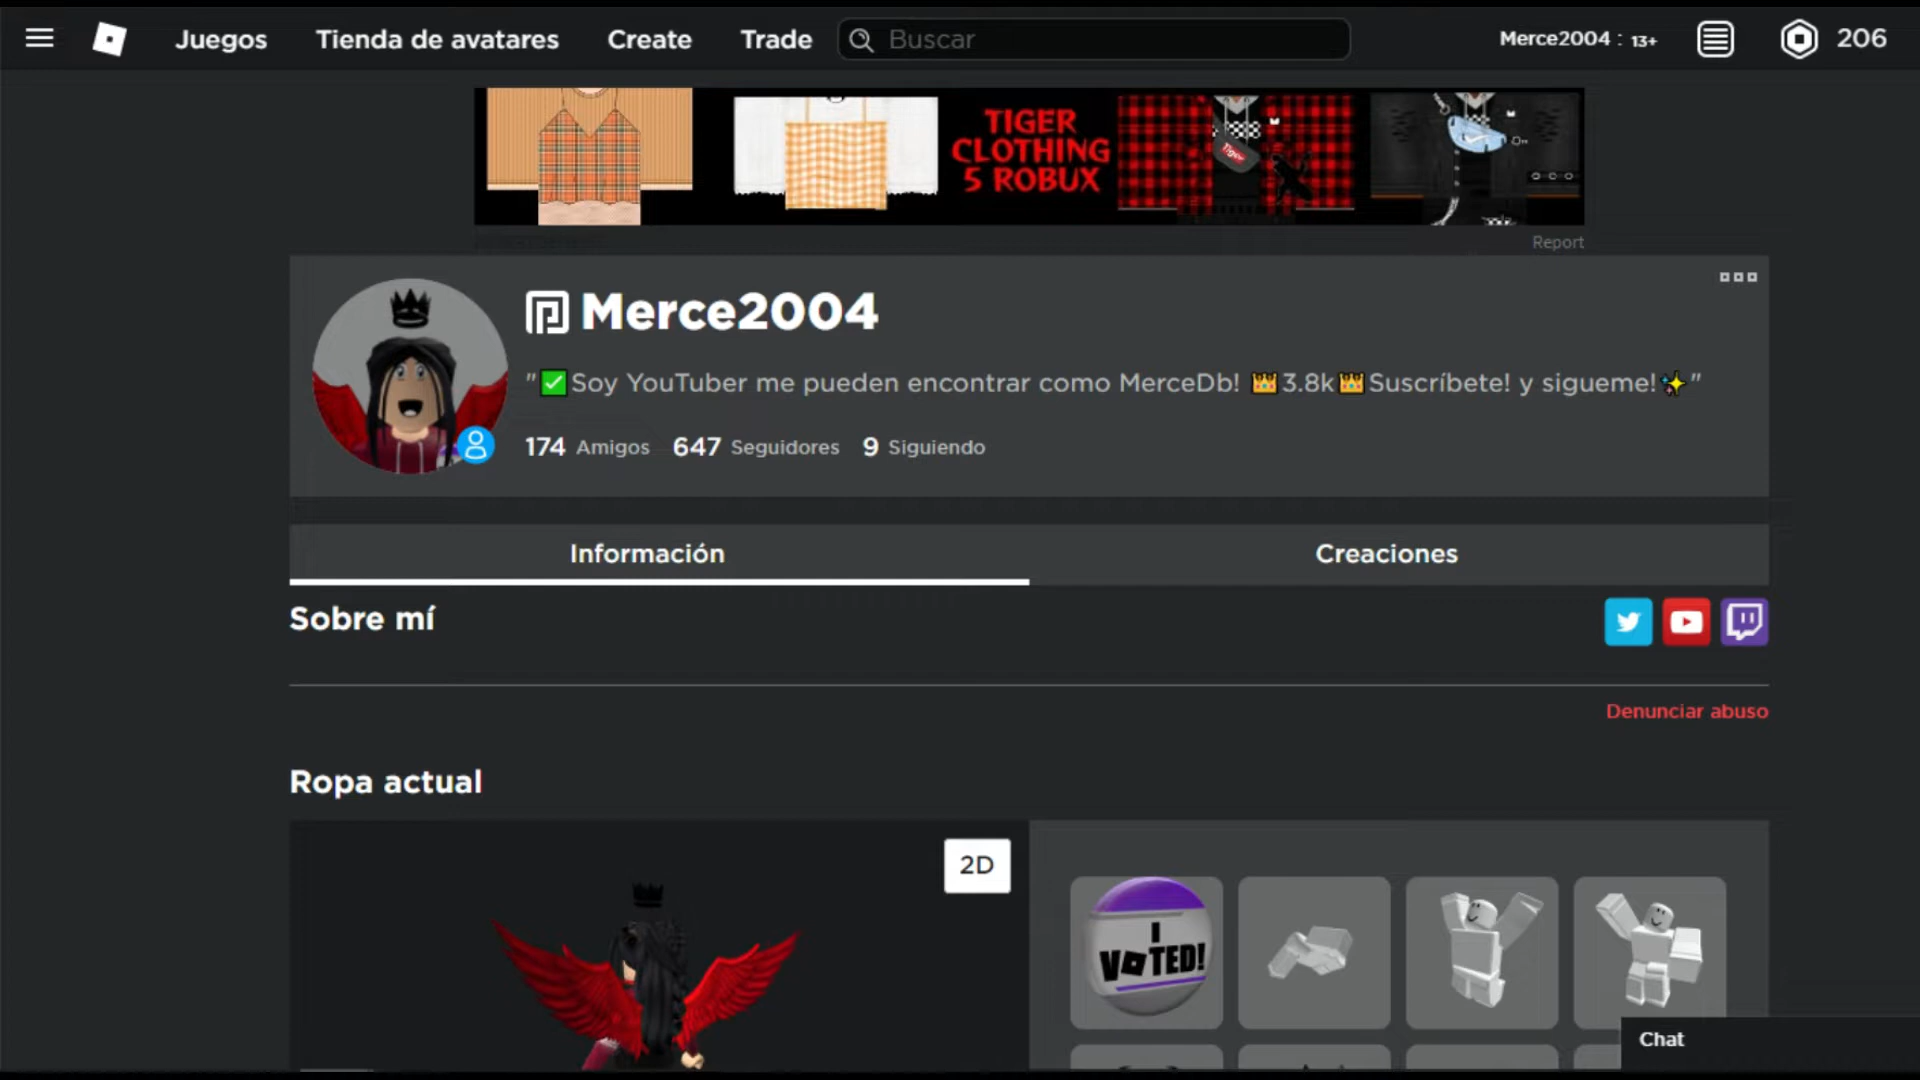 Juegos Tienda de avatares Create Trade Buscar Merce2004 : 13+ 206
TIGER
CLOTHING
5 ROBUX
Tiger
Report
Merce2004
"✅Soy YouTuber me pueden encontrar como MerceDb! 👑3.8k👑Suscríbete! y sigueme!✨"
174 Amigos 647 Seguidores 9 Siguiendo
Información Creaciones
Sobre mí
Denunciar abuso
Ropa actual
2D
I
VOTED!
Chat